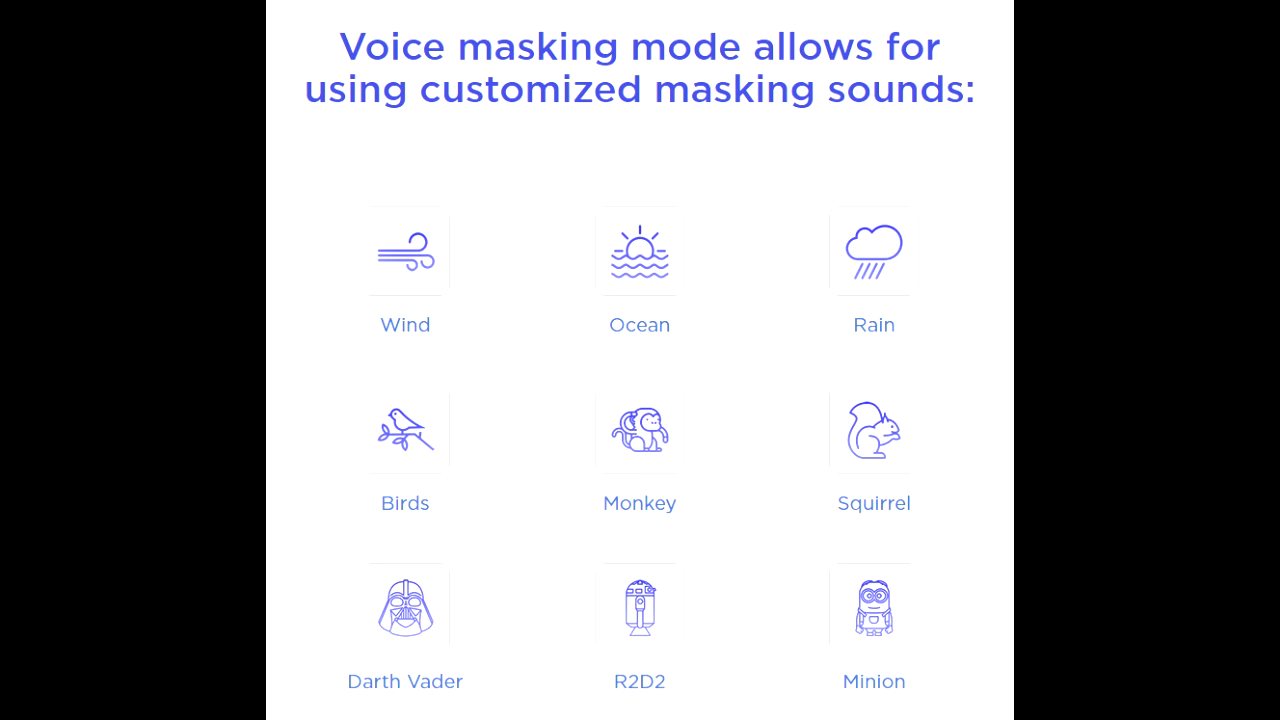 Voice masking mode allows for
using customized masking sounds:
Wind
Ocean
Rain
Birds
Monkey
Squirrel
Darth Vader
R2D2
Minion